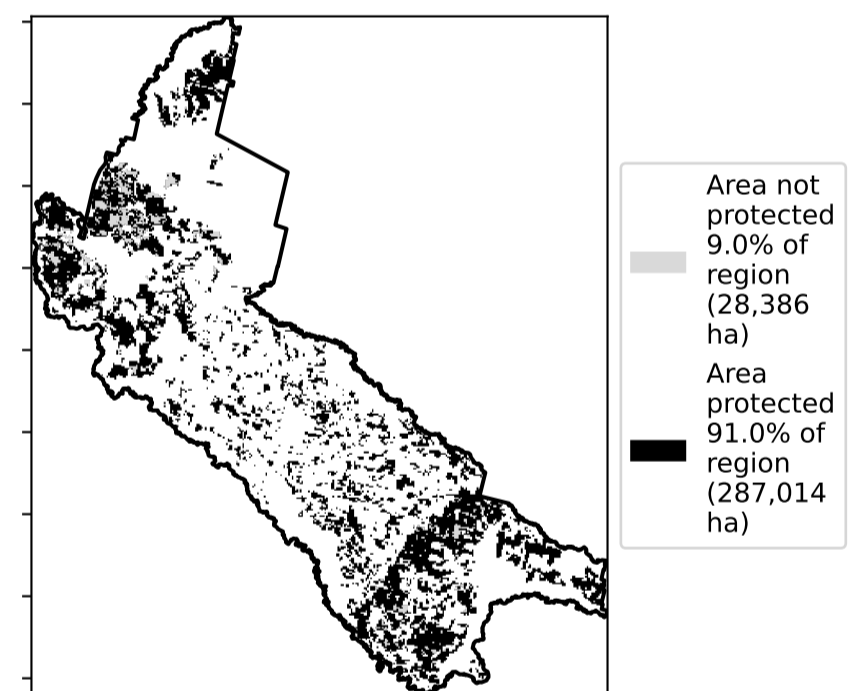 Area not
protected
9.0% of
region
(28,386
ha)
Area
protected
91.0% of
region
(287,014
ha)